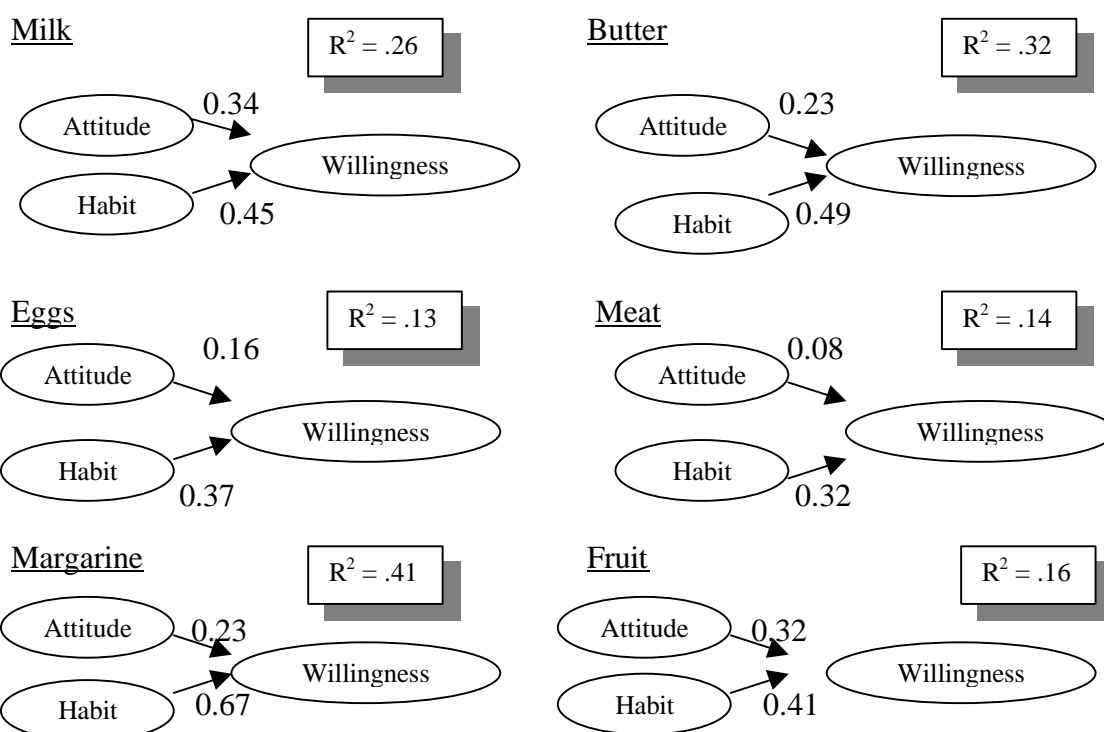 Milk
R² = .26
0.34
Attitude
Willingness
Habit
0.45
Butter
R² = .32
0.23
Attitude
Willingness
Habit
0.49
Eggs
R² = .13
0.16
Attitude
Willingness
Habit
0.37
Meat
R² = .14
0.08
Attitude
Willingness
Habit
0.32
Margarine
R² = .41
Attitude
0.23
Willingness
Habit
0.67
Fruit
R² = .16
Attitude
0.32
Willingness
Habit
0.41